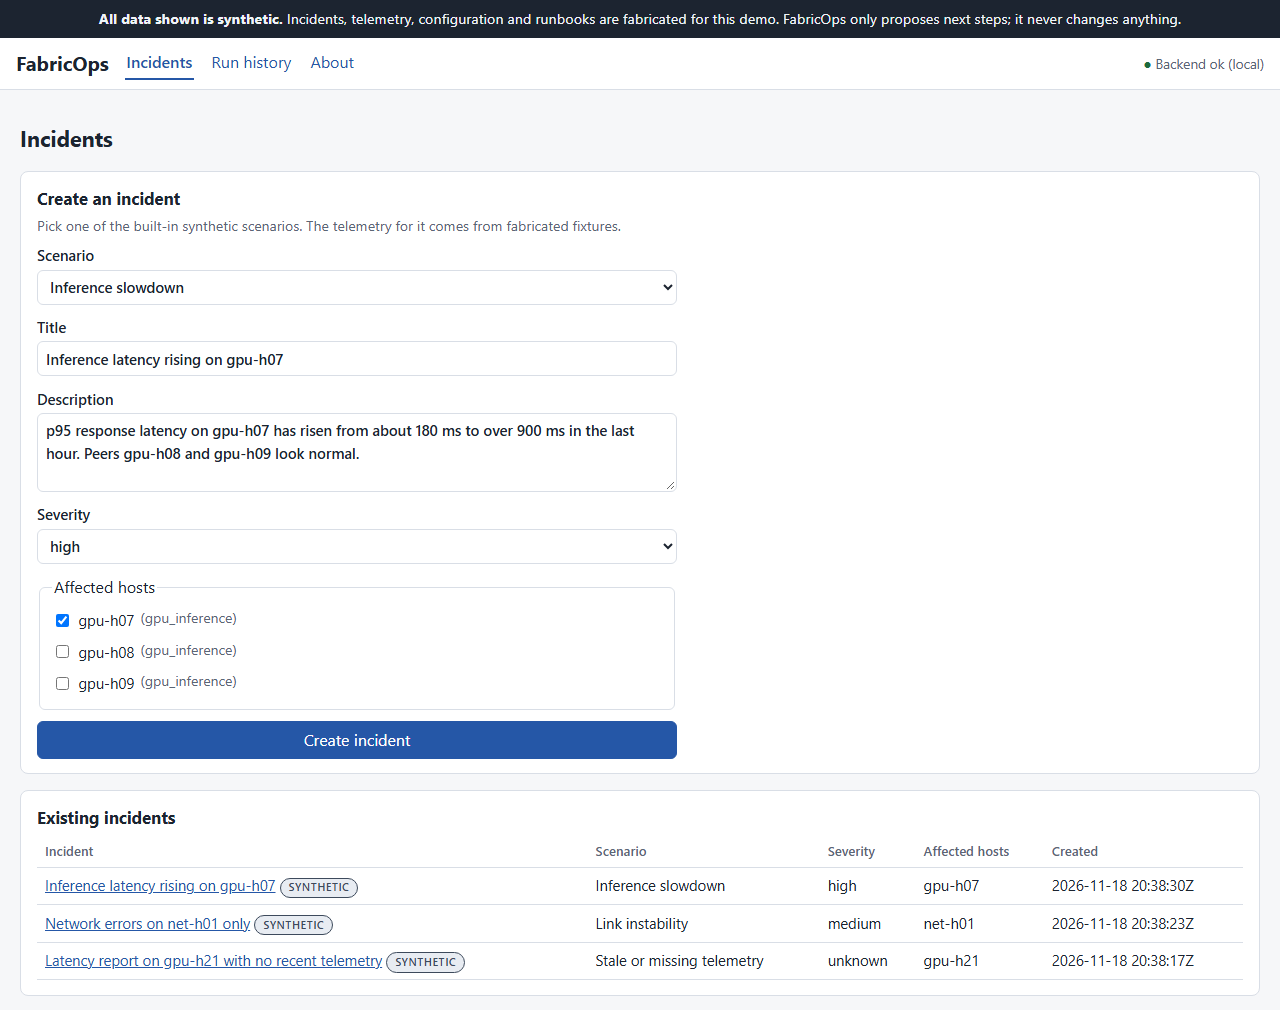 All data shown is synthetic. Incidents, telemetry, configuration and runbooks are fabricated for this demo. FabricOps only proposes next steps; it never changes anything.
FabricOps Incidents Run history About Backend ok (local)
Incidents
Create an incident
Pick one of the built-in synthetic scenarios. The telemetry for it comes from fabricated fixtures.
Scenario
Inference slowdown
Title
Inference latency rising on gpu-h07
Description
p95 response latency on gpu-h07 has risen from about 180 ms to over 900 ms in the last
hour. Peers gpu-h08 and gpu-h09 look normal.
Severity
high
Affected hosts
gpu-h07 (gpu_inference)
gpu-h08 (gpu_inference)
gpu-h09 (gpu_inference)
Create incident
Existing incidents
Incident Scenario Severity Affected hosts Created
Inference latency rising on gpu-h07 SYNTHETIC Inference slowdown high gpu-h07 2026-11-18 20:38:30Z
Network errors on net-h01 only SYNTHETIC Link instability medium net-h01 2026-11-18 20:38:23Z
Latency report on gpu-h21 with no recent telemetry SYNTHETIC Stale or missing telemetry unknown gpu-h21 2026-11-18 20:38:17Z